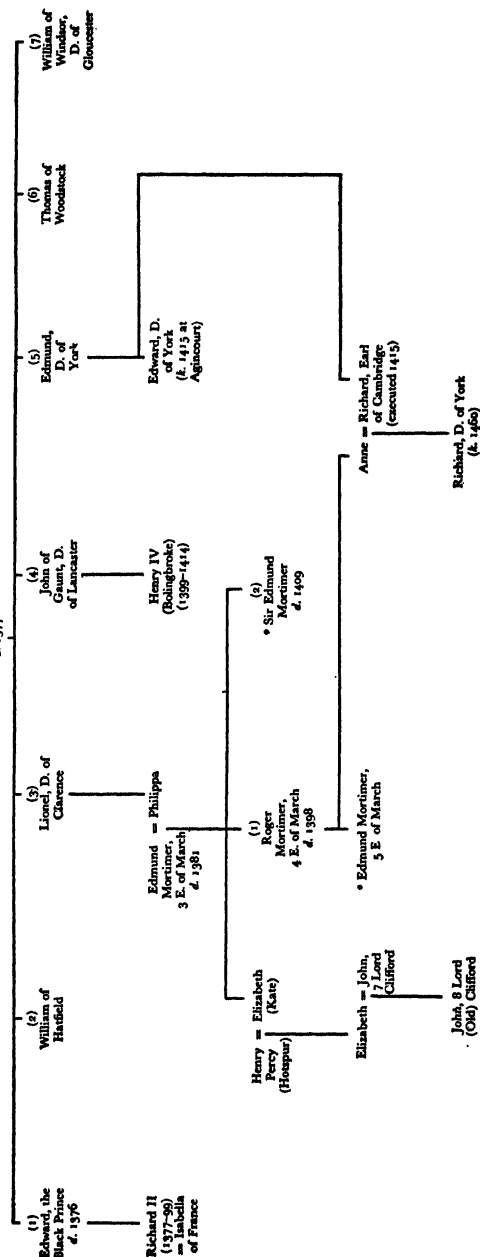 (1)
Edward, the
Black Prince
d. 1376
(2)
William of
Hatfield
(3)
Lionel, D. of
Clarence
(4)
John of
Gaunt, D.
of Lancaster
(5)
Edmund,
D. of
York
(6)
Thomas of
Woodstock
(7)
William of
Windsor,
D. of
Gloucester
Richard II
(1377-99)
= Isabella
of France
Edmund = Philippa
Mortimer,
3 E. of March
d. 1381
Henry IV
(Bolingbroke)
(1399-1414)
Edward, D.
of York
(k. 1415 at
Agincourt)
Henry = Elizabeth
Percy (Kate)
(Hotspur)
(1)
Roger
Mortimer,
4 E. of March
d. 1398
(2)
* Sir Edmund
Mortimer
d. 1409
Elizabeth = John,
7 Lord
Clifford
* Edmund Mortimer,
5 E. of March
Anne = Richard, Earl
of Cambridge
(executed 1415)
John, 8 Lord
(Old) Clifford
Richard, D. of York
(k. 1460)